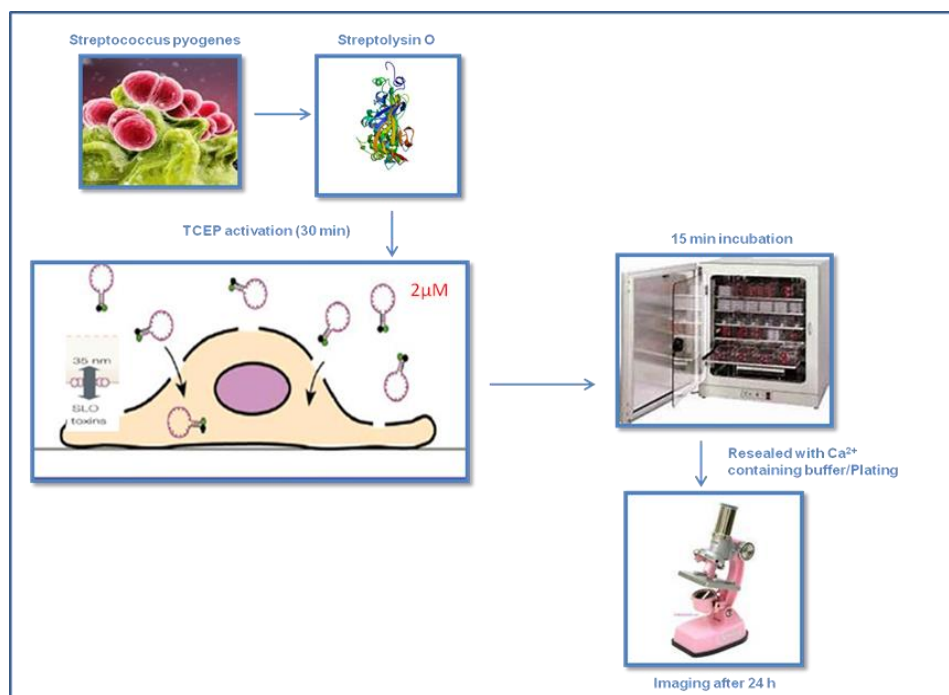 Streptococcus pyogenes
Streptolysin O
TCEP activation (30 min)
15 min incubation
2μM
35 nm
SLO
toxins
Resealed with Ca²⁺
containing buffer/Plating
Imaging after 24 h